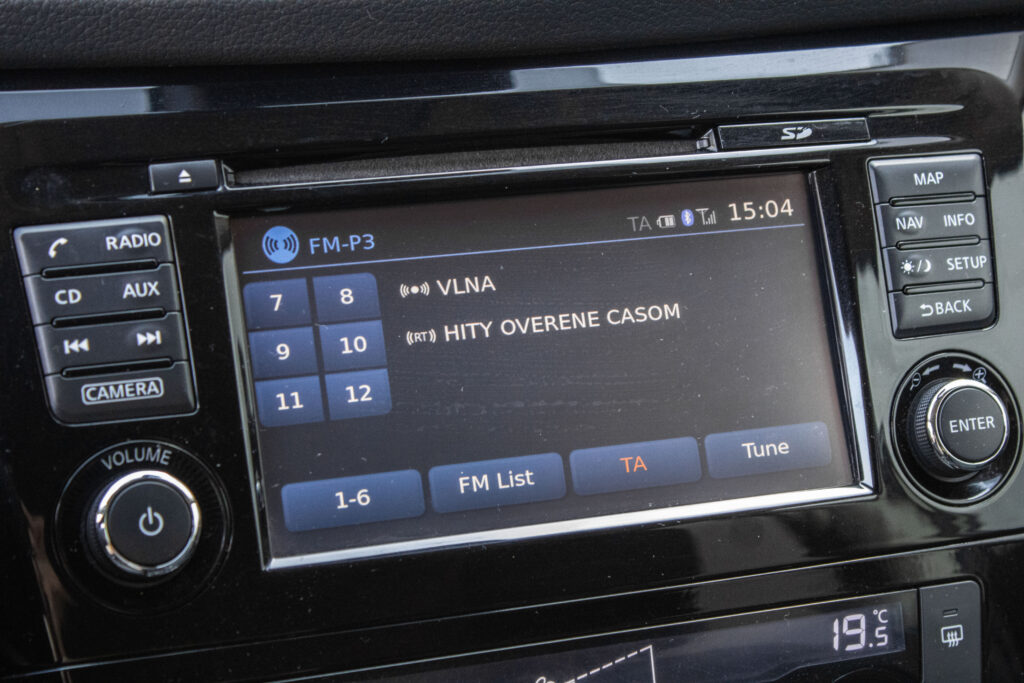 SD
MAP
NAV INFO
SETUP
BACK
ENTER
RADIO
CD AUX
CAMERA
VOLUME
FM-P3
TA 15:04
7 8
9 10
11 12
VLNA
(RT) HITY OVERENE CASOM
1-6 FM List TA Tune
19.5 °C